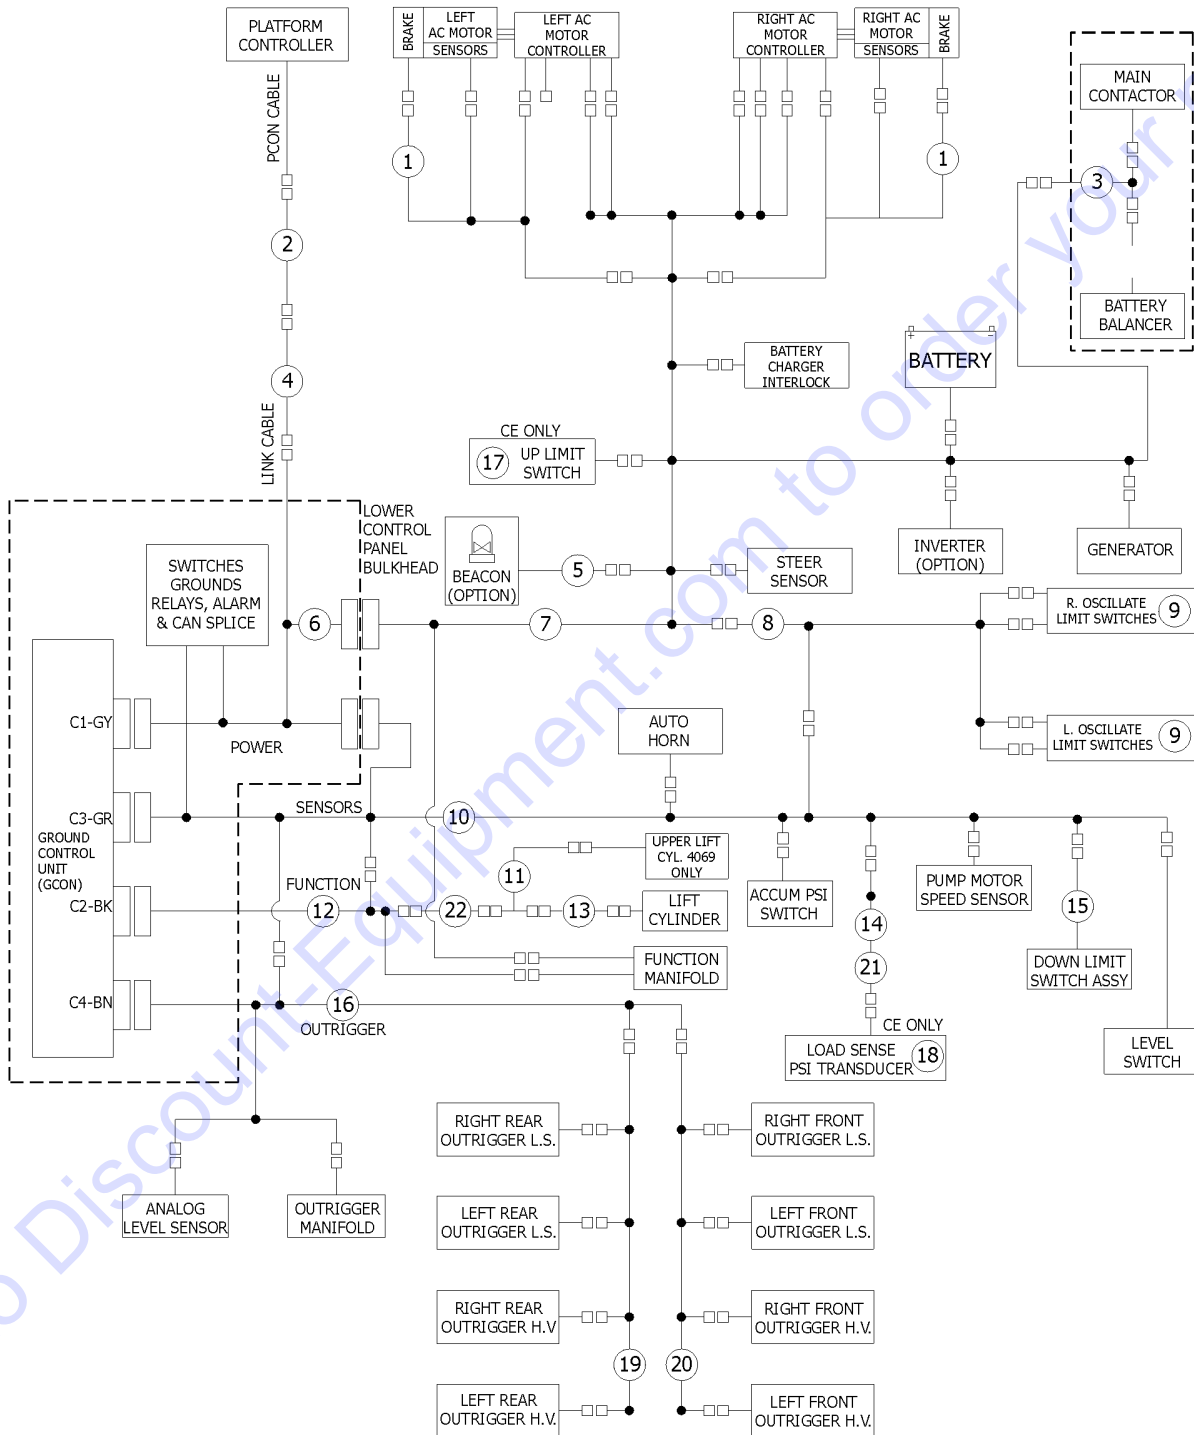 PLATFORM
CONTROLLER
BRAKE
LEFT
AC MOTOR
SENSORS
LEFT AC
MOTOR
CONTROLLER
RIGHT AC
MOTOR
CONTROLLER
RIGHT AC
MOTOR
SENSORS
BRAKE
MAIN
CONTACTOR
PCON CABLE
1
1
3
2
BATTERY
BALANCER
+
-
BATTERY
BATTERY
CHARGER
INTERLOCK
4
LINK CABLE
CE ONLY
17 UP LIMIT
SWITCH
LOWER
CONTROL
PANEL
BULKHEAD
SWITCHES
GROUNDS
RELAYS, ALARM
& CAN SPLICE
BEACON
(OPTION)
5
STEER
SENSOR
INVERTER
(OPTION)
GENERATOR
6
7
8
R. OSCILLATE
LIMIT SWITCHES
9
L. OSCILLATE
LIMIT SWITCHES
9
C1-GY
POWER
AUTO
HORN
C3-GR
SENSORS
10
GROUND
CONTROL
UNIT
(GCON)
UPPER LIFT
CYL. 4069
ONLY
11
FUNCTION
C2-BK
12
22
13
LIFT
CYLINDER
ACCUM PSI
SWITCH
PUMP MOTOR
SPEED SENSOR
14
15
21
FUNCTION
MANIFOLD
DOWN LIMIT
SWITCH ASSY
C4-BN
16
OUTRIGGER
CE ONLY
LOAD SENSE
PSI TRANSDUCER
18
LEVEL
SWITCH
RIGHT REAR
OUTRIGGER L.S.
RIGHT FRONT
OUTRIGGER L.S.
ANALOG
LEVEL SENSOR
OUTRIGGER
MANIFOLD
LEFT REAR
OUTRIGGER L.S.
LEFT FRONT
OUTRIGGER L.S.
RIGHT REAR
OUTRIGGER H.V
RIGHT FRONT
OUTRIGGER H.V.
19
20
LEFT REAR
OUTRIGGER H.V.
LEFT FRONT
OUTRIGGER H.V.
o Discount-Equipment.com to order your